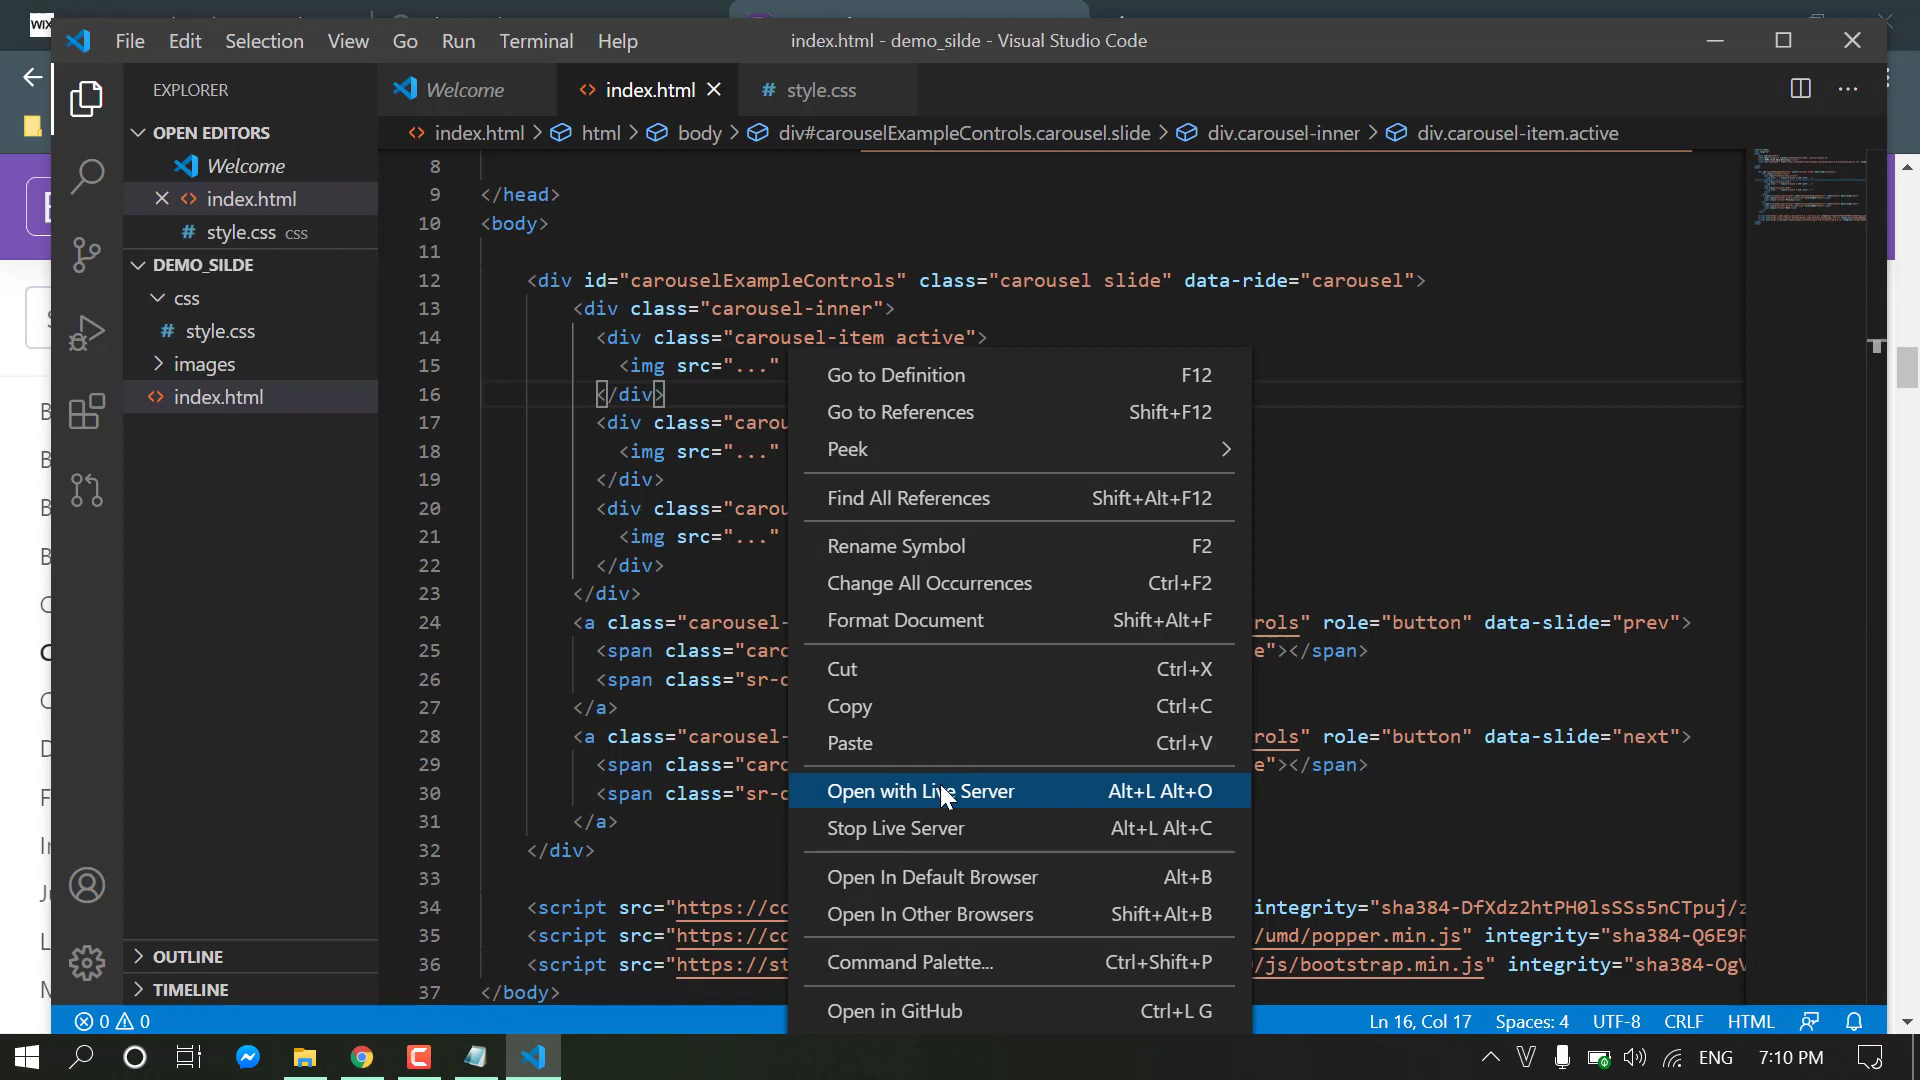 WIX
File Edit Selection View Go Run Terminal Help
index.html - demo_silde - Visual Studio Code
EXPLORER
Welcome
index.html
# style.css
OPEN EDITORS
Welcome
index.html
# style.css css
DEMO_SILDE
css
# style.css
images
index.html
OUTLINE
TIMELINE
index.html > html > body > div#carouselExampleControls.carousel.slide > div.carousel-inner > div.carousel-item.active
8
9 </head>
10 <body>
11
12 <div id="carouselExampleControls" class="carousel slide" data-ride="carousel">
13 <div class="carousel-inner">
14 <div class="carousel-item active">
15 <img src="..."
16 </div>
17 <div class="carou
18 <img src="..."
19 </div>
20 <div class="carou
21 <img src="..."
22 </div>
23 </div>
24 <a class="carousel- rols" role="button" data-slide="prev">
25 <span class="caro e"></span>
26 <span class="sr-o
27 </a>
28 <a class="carousel- rols" role="button" data-slide="next">
29 <span class="caro e"></span>
30 <span class="sr-o
31 </a>
32 </div>
33
34 <script src="https://co integrity="sha384-DfXdz2htPH0lsSSs5nCTpuj/z
35 <script src="https://co /umd/popper.min.js" integrity="sha384-Q6E9R
36 <script src="https://st /js/bootstrap.min.js" integrity="sha384-OgV
37 </body>
Go to Definition F12
Go to References Shift+F12
Peek
Find All References Shift+Alt+F12
Rename Symbol F2
Change All Occurrences Ctrl+F2
Format Document Shift+Alt+F
Cut Ctrl+X
Copy Ctrl+C
Paste Ctrl+V
Open with Live Server Alt+L Alt+O
Stop Live Server Alt+L Alt+C
Open In Default Browser Alt+B
Open In Other Browsers Shift+Alt+B
Command Palette... Ctrl+Shift+P
Open in GitHub Ctrl+L G
0 0
Ln 16, Col 17 Spaces: 4 UTF-8 CRLF HTML
ENG 7:10 PM